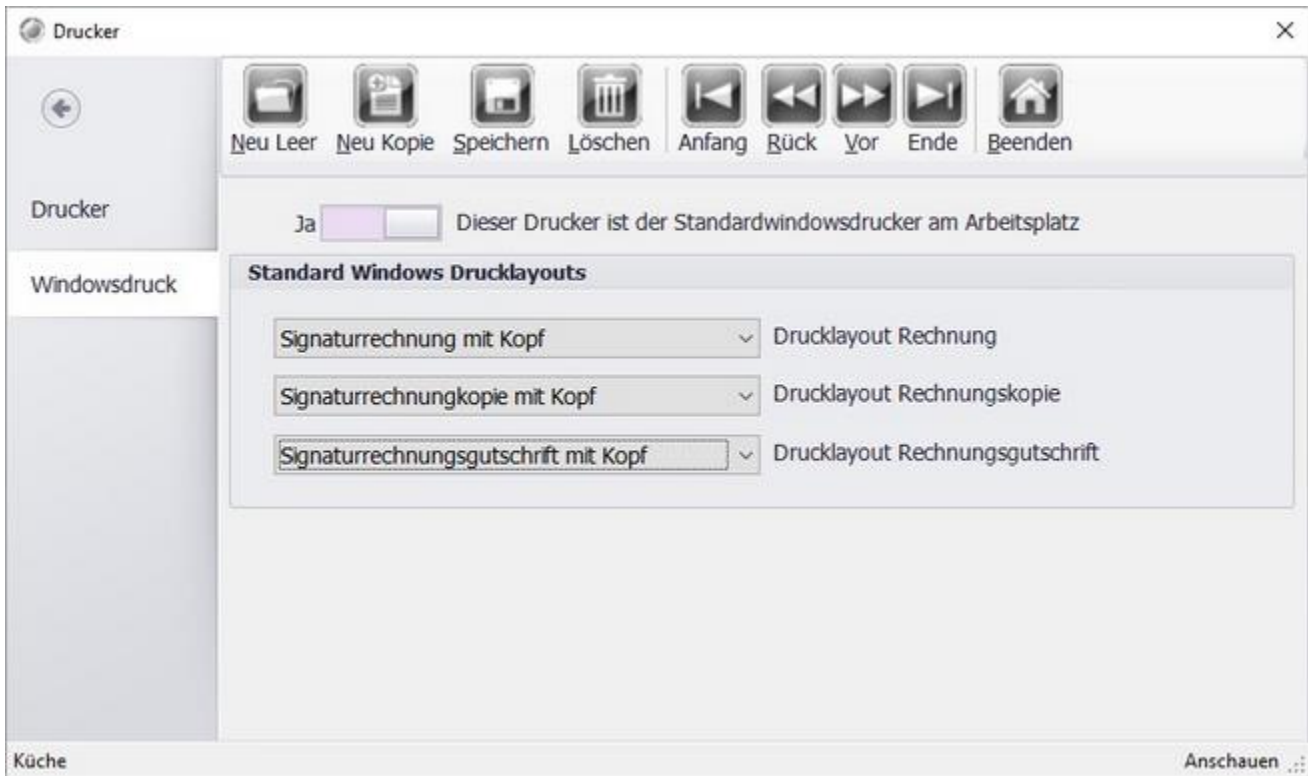 Drucker
Neu Leer Neu Kopie Speichern Löschen Anfang Rück Vor Ende Beenden
Drucker
Windowsdruck
Ja Dieser Drucker ist der Standardwindowsdrucker am Arbeitsplatz
Standard Windows Drucklayouts
Signaturrechnung mit Kopf Drucklayout Rechnung
Signaturrechnungkopie mit Kopf Drucklayout Rechnungskopie
Signaturrechnungsgutschrift mit Kopf Drucklayout Rechnungsgutschrift
Küche Anschauen